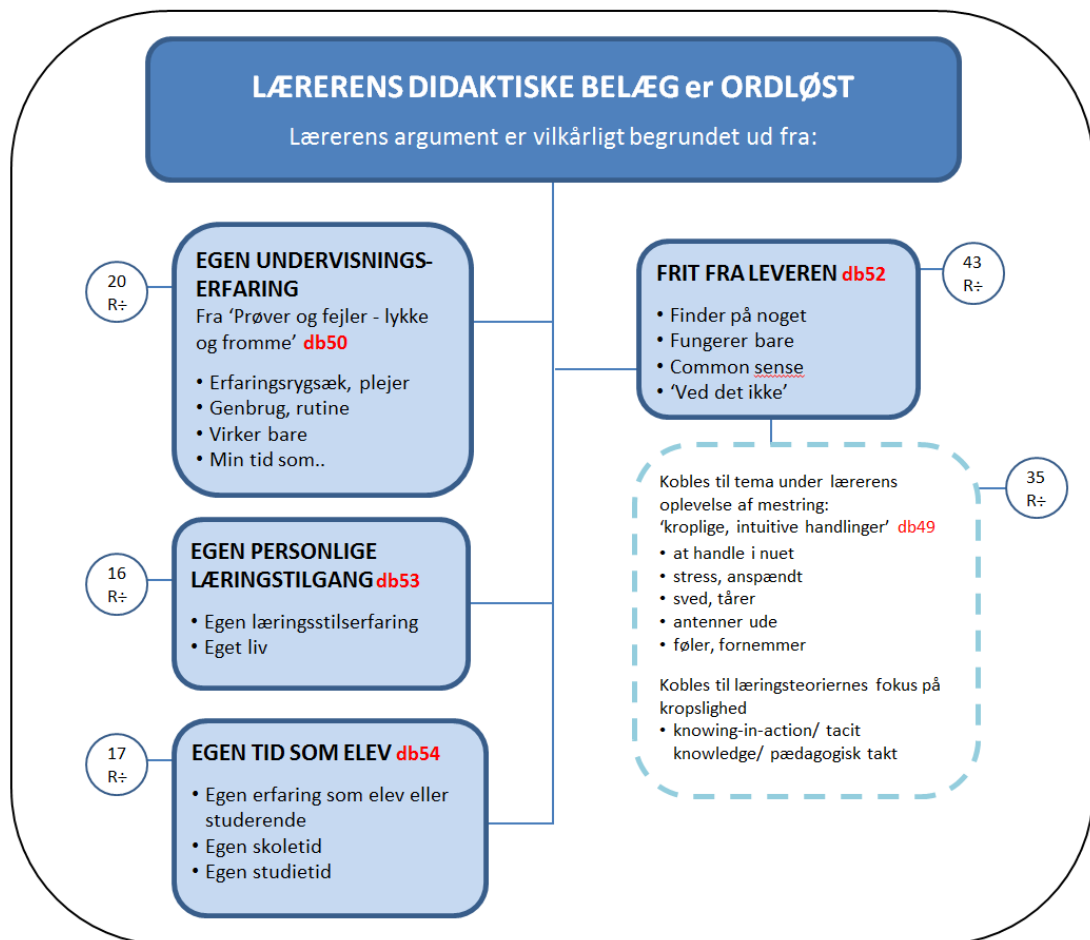 LÆRERENS DIDAKTISKE BELÆG er ORDLØST
Lærerens argument er vilkårligt begrundet ud fra:
20
R÷
EGEN UNDERVISNINGS-
ERFARING
Fra ‘Prøver og fejler - lykke
og fromme’ db50
• Erfaringsrygsæk, plejer
• Genbrug, rutine
• Virker bare
• Min tid som..
16
R÷
EGEN PERSONLIGE
LÆRINGSTILGANG db53
• Egen læringsstilserfaring
• Eget liv
17
R÷
EGEN TID SOM ELEV db54
• Egen erfaring som elev eller
studerende
• Egen skoletid
• Egen studietid
FRIT FRA LEVEREN db52
• Finder på noget
• Fungerer bare
• Common sense
• ‘Ved det ikke’
43
R÷
Kobles til tema under lærerens
oplevelse af mestring:
‘kroplige, intuitive handlinger’ db49
• at handle i nuet
• stress, anspændt
• sved, tårer
• antenner ude
• føler, fornemmer
Kobles til læringsteoriernes fokus på
kropslighed
• knowing-in-action/ tacit
knowledge/ pædagogisk takt
35
R÷